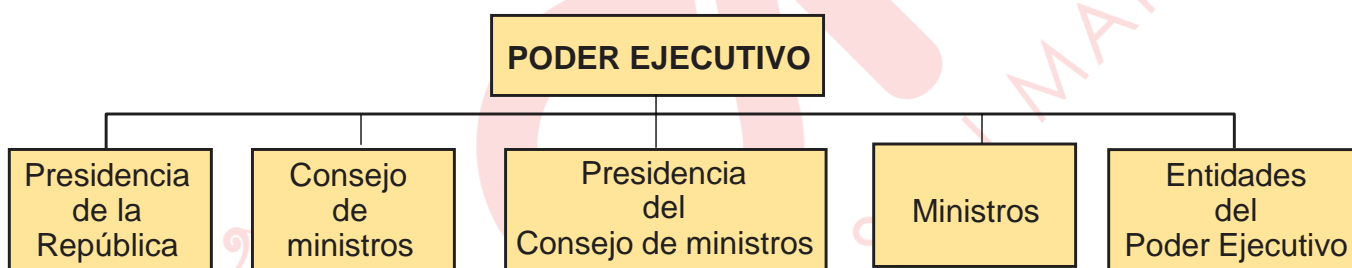 PODER EJECUTIVO
Presidencia
de la
República
Consejo
de
ministros
Presidencia
del
Consejo de ministros
Ministros
Entidades
del
Poder Ejecutivo